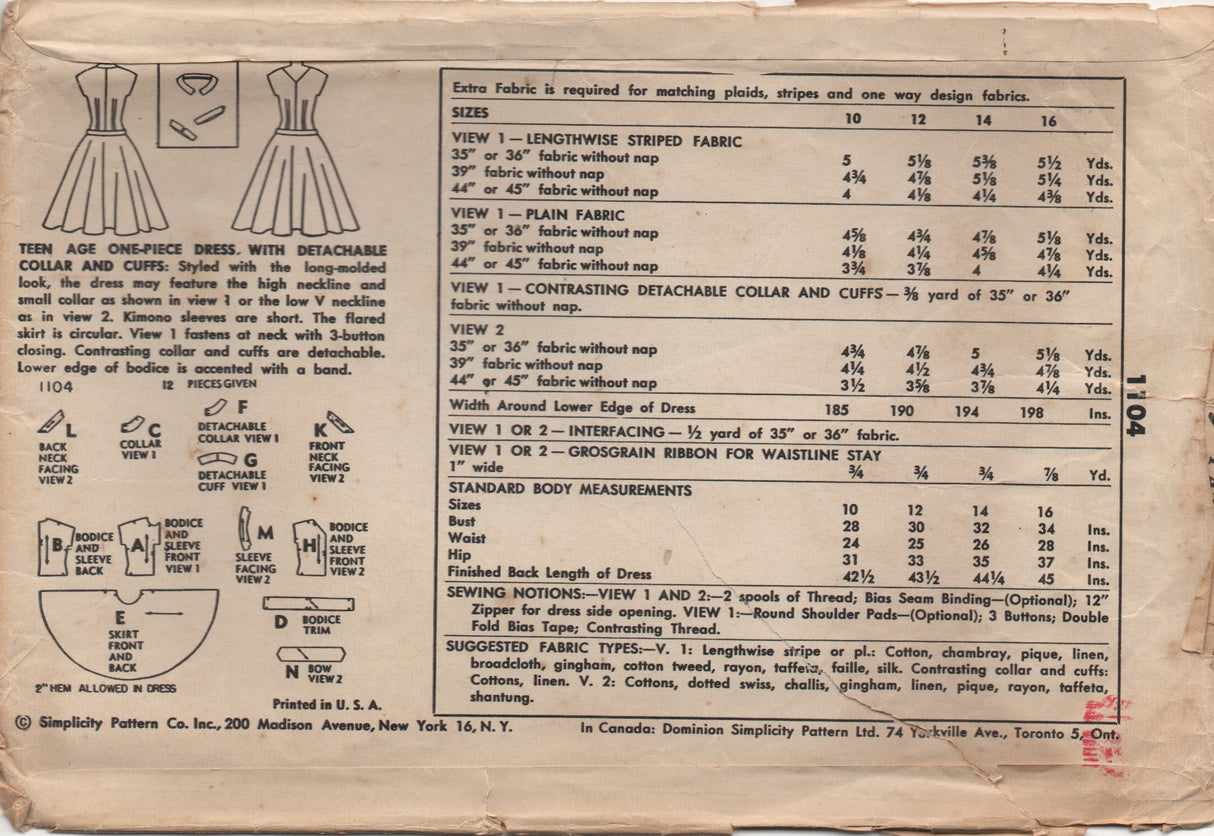 TEEN AGE ONE-PIECE DRESS WITH DETACHABLE
COLLAR AND CUFFS: Styled with the long-molded
look, the dress may feature the high neckline and
small collar as shown in view 1 or the low V neckline
as in view 2. Kimono sleeves are short. The flared
skirt is circular. View 1 fastens at neck with 3-button
closing. Contrasting collar and cuffs are detachable.
Lower edge of bodice is accented with a band.
1104 12 PIECES GIVEN
L
BACK
NECK
FACING
VIEW 2
C
COLLAR
VIEW 1
F
DETACHABLE
COLLAR VIEW 1
G
DETACHABLE
CUFF VIEW 1
K
FRONT
NECK
FACING
VIEW 2
B
BODICE
AND
SLEEVE
BACK
A
BODICE
AND
SLEEVE
FRONT
VIEW 1
M
SLEEVE
FACING
VIEW 2
H
BODICE
AND
SLEEVE
FRONT
VIEW 2
E
SKIRT
FRONT
AND
BACK
D BODICE
TRIM
N BOW
VIEW 2
2" HEM ALLOWED IN DRESS
Printed in U. S. A.
Extra Fabric is required for matching plaids, stripes and one way design fabrics.
SIZES 10 12 14 16
VIEW 1—LENGTHWISE STRIPED FABRIC
35" or 36" fabric without nap 5 5⅛ 5⅜ 5½ Yds.
39" fabric without nap 4¾ 4⅞ 5⅛ 5¼ Yds.
44" or 45" fabric without nap 4 4⅛ 4¼ 4⅜ Yds.
VIEW 1—PLAIN FABRIC
35" or 36" fabric without nap 4⅝ 4¾ 4⅞ 5⅛ Yds.
39" fabric without nap 4⅛ 4¼ 4⅝ 4⅞ Yds.
44" or 45" fabric without nap 3¾ 3⅞ 4 4¼ Yds.
VIEW 1—CONTRASTING DETACHABLE COLLAR AND CUFFS—⅜ yard of 35" or 36"
fabric without nap.
VIEW 2
35" or 36" fabric without nap 4¾ 4⅞ 5 5⅛ Yds.
39" fabric without nap 4¼ 4½ 4¾ 4⅞ Yds.
44" or 45" fabric without nap 3½ 3⅝ 3⅞ 4¼ Yds.
Width Around Lower Edge of Dress 185 190 194 198 Ins.
VIEW 1 OR 2—INTERFACING—½ yard of 35" or 36" fabric.
VIEW 1 OR 2—GROSGRAIN RIBBON FOR WAISTLINE STAY
1" wide ¾ ¾ ¾ ⅞ Yd.
STANDARD BODY MEASUREMENTS
Sizes 10 12 14 16
Bust 28 30 32 34 Ins.
Waist 24 25 26 28 Ins.
Hip 31 33 35 37 Ins.
Finished Back Length of Dress 42½ 43½ 44¼ 45 Ins.
SEWING NOTIONS:—VIEW 1 AND 2:—2 spools of Thread; Bias Seam Binding—(Optional); 12"
Zipper for dress side opening. VIEW 1:—Round Shoulder Pads—(Optional); 3 Buttons; Double
Fold Bias Tape; Contrasting Thread.
SUGGESTED FABRIC TYPES:—V. 1: Lengthwise stripe or pl.: Cotton, chambray, pique, linen,
broadcloth, gingham, cotton tweed, rayon, taffeta, faille, silk. Contrasting collar and cuffs:
Cottons, linen. V. 2: Cottons, dotted swiss, challis, gingham, linen, pique, rayon, taffeta,
shantung.
1104
© Simplicity Pattern Co. Inc., 200 Madison Avenue, New York 16, N. Y.
In Canada: Dominion Simplicity Pattern Ltd. 74 Yorkville Ave., Toronto 5, Ont.